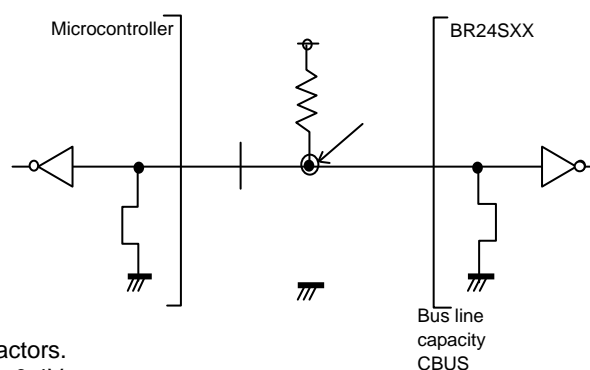 Microcontroller
BR24SXX
Bus line
capacity
CBUS
actors.